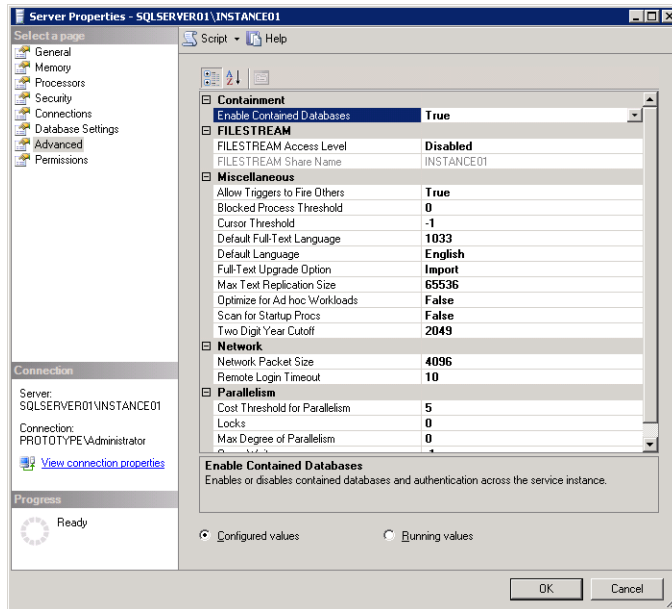 Server Properties - SQLSERVER01\INSTANCE01
Select a page
General
Memory
Processors
Security
Connections
Database Settings
Advanced
Permissions
Connection
Server:
SQLSERVER01\INSTANCE01
Connection:
PROTOTYPE\Administrator
View connection properties
Progress
Ready
Script Help
Containment
Enable Contained Databases True
FILESTREAM
FILESTREAM Access Level Disabled
FILESTREAM Share Name INSTANCE01
Miscellaneous
Allow Triggers to Fire Others True
Blocked Process Threshold 0
Cursor Threshold -1
Default Full-Text Language 1033
Default Language English
Full-Text Upgrade Option Import
Max Text Replication Size 65536
Optimize for Ad hoc Workloads False
Scan for Startup Procs False
Two Digit Year Cutoff 2049
Network
Network Packet Size 4096
Remote Login Timeout 10
Parallelism
Cost Threshold for Parallelism 5
Locks 0
Max Degree of Parallelism 0
Enable Contained Databases
Enables or disables contained databases and authentication across the service instance.
Configured values Running values
OK Cancel